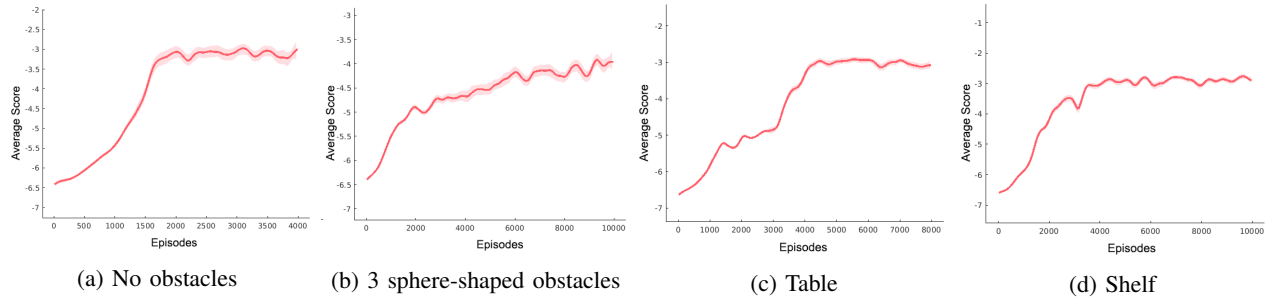 -2
-2.5
-3
-3.5
-4
-4.5
-5
-5.5
-6
-6.5
-7
Average Score
0 500 1000 1500 2000 2500 3000 3500 4000
Episodes
(a) No obstacles
-3
-3.5
-4
-4.5
-5
-5.5
-6
-6.5
-7
Average Score
0 2000 4000 6000 8000 10000
Episodes
(b) 3 sphere-shaped obstacles
-2
-3
-4
-5
-6
-7
Average Score
0 1000 2000 3000 4000 5000 6000 7000 8000
Episodes
(c) Table
-1
-2
-3
-4
-5
-6
-7
Average Score
0 2000 4000 6000 8000 10000
Episodes
(d) Shelf